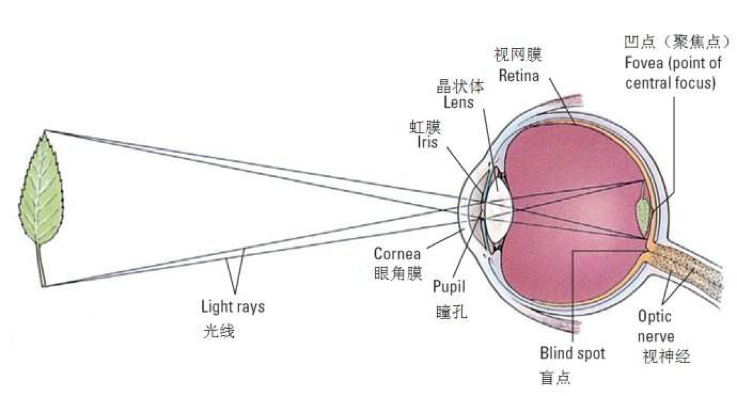 凹点（聚焦点）
Fovea (point of
central focus)
视网膜
Retina
晶状体
Lens
虹膜
Iris
Cornea
眼角膜
Pupil
瞳孔
Light rays
光线
Optic
nerve
视神经
Blind spot
盲点